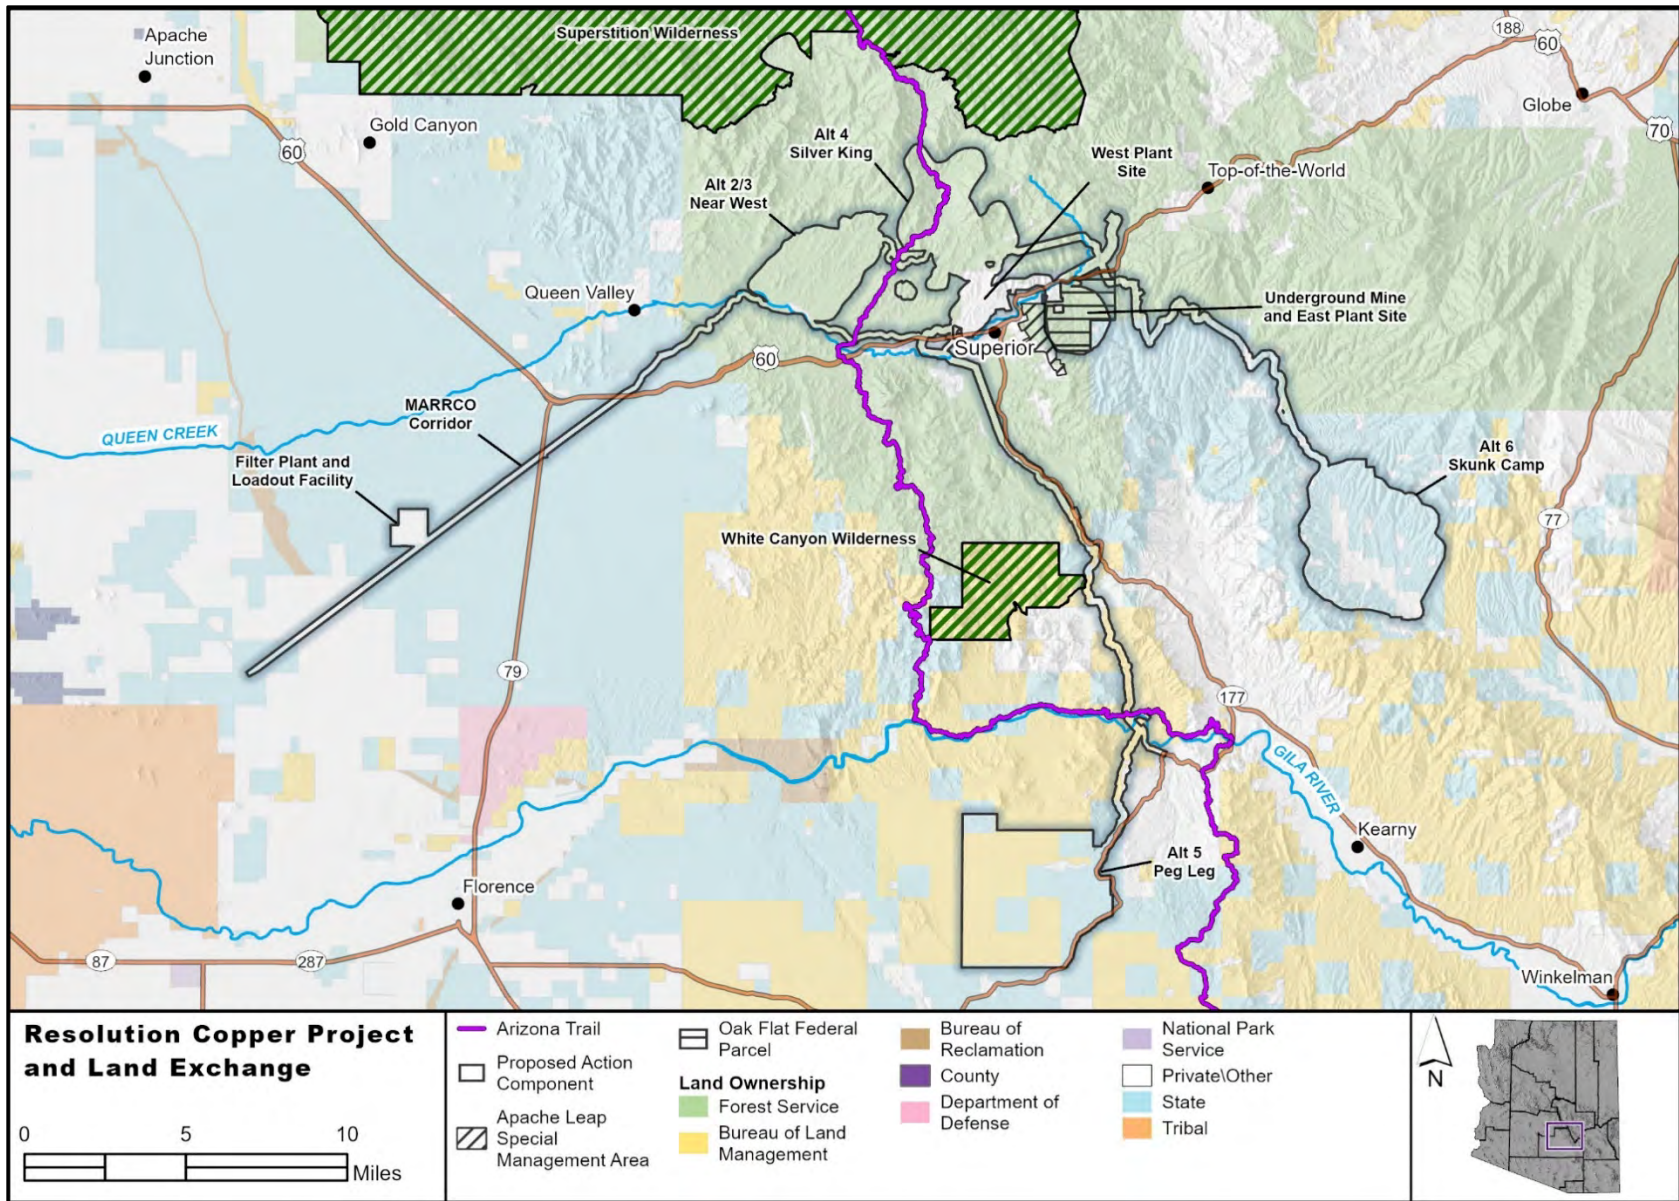 Superstition Wilderness
Apache
Junction
188
60
Globe
Gold Canyon
60
70
Alt 4
Silver King
West Plant
Site
Top-of-the-World
Alt 2/3
Near West
Queen Valley
Underground Mine
and East Plant Site
Superior
60
MARRCO
Corridor
QUEEN CREEK
Filter Plant and
Loadout Facility
Alt 6
Skunk Camp
77
White Canyon Wilderness
79
177
GILA RIVER
Kearny
Alt 5
Peg Leg
Florence
87
287
Winkelman
Resolution Copper Project
and Land Exchange
0
5
10
Miles
Arizona Trail
Proposed Action
Component
Apache Leap
Special
Management Area
Oak Flat Federal
Parcel
Land Ownership
Forest Service
Bureau of Land
Management
Bureau of
Reclamation
County
Department of
Defense
National Park
Service
Private\Other
State
Tribal
N